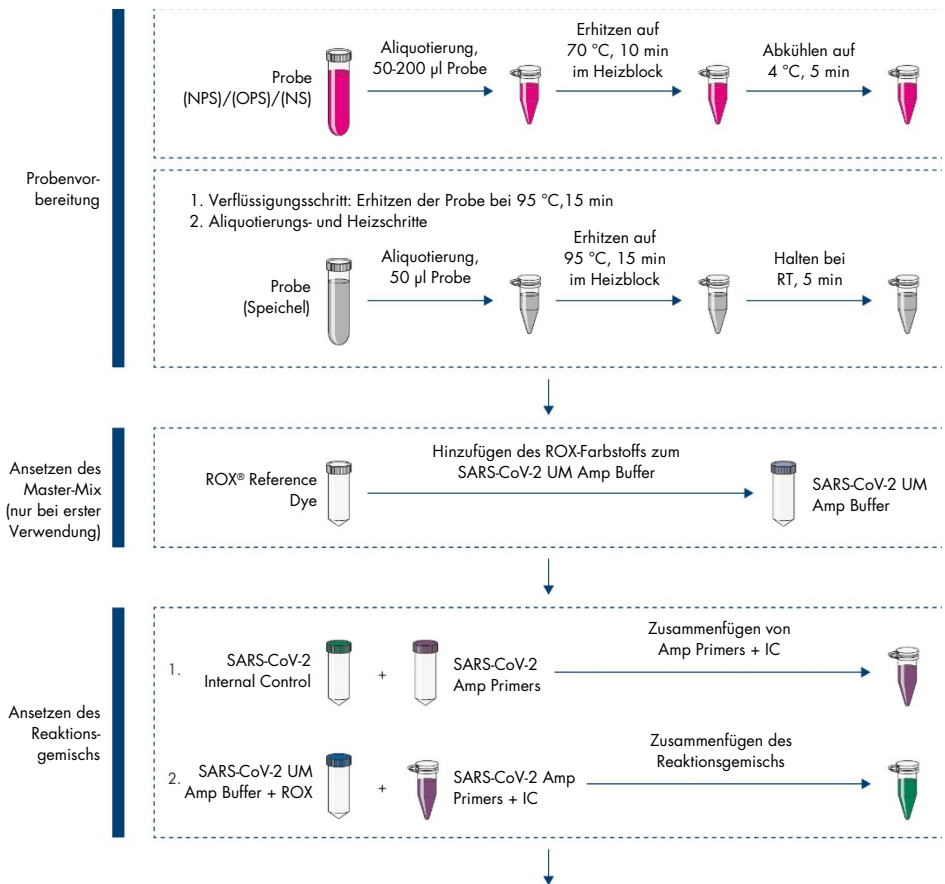 Probenvor-
bereitung
Probe
(NPS)/(OPS)/(NS)
Aliquotierung,
50-200 µl Probe
Erhitzen auf
70 °C, 10 min
im Heizblock
Abkühlen auf
4 °C, 5 min
1. Verflüssigungsschritt: Erhitzen der Probe bei 95 °C,15 min
2. Aliquotierungs- und Heizschritte
Probe
(Speichel)
Aliquotierung,
50 µl Probe
Erhitzen auf
95 °C, 15 min
im Heizblock
Halten bei
RT, 5 min
Ansetzen des
Master-Mix
(nur bei erster
Verwendung)
ROX® Reference
Dye
Hinzufügen des ROX-Farbstoffs zum
SARS-CoV-2 UM Amp Buffer
SARS-CoV-2 UM
Amp Buffer
Ansetzen des
Reaktions-
gemischs
1.
SARS-CoV-2
Internal Control
+
SARS-CoV-2
Amp Primers
Zusammenfügen von
Amp Primers + IC
2.
SARS-CoV-2 UM
Amp Buffer + ROX
+
SARS-CoV-2 Amp
Primers + IC
Zusammenfügen des
Reaktionsgemischs